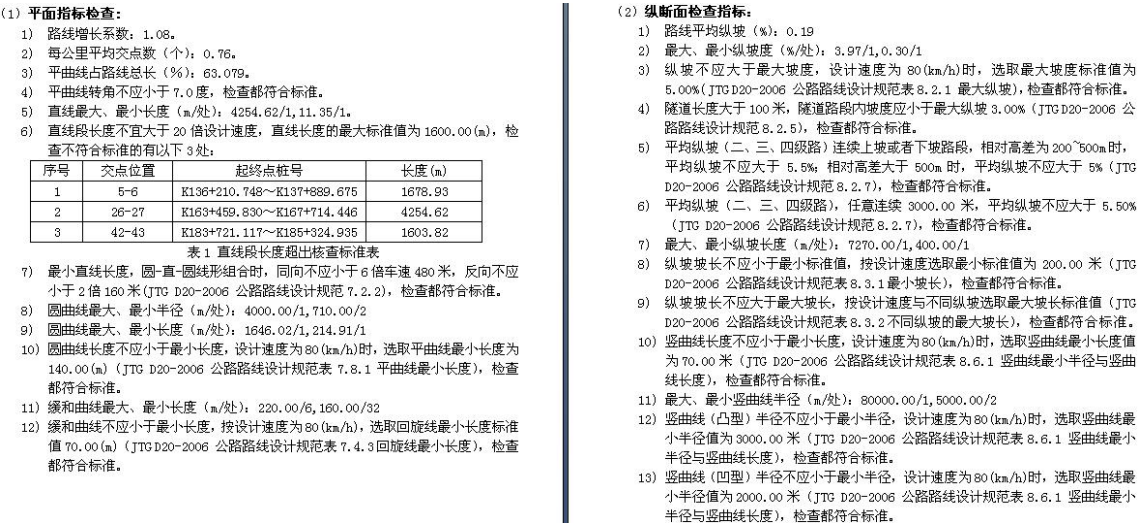 (1) 平面指标检查：
1) 路线增长系数：1.08。
2) 每公里平均交点数（个）：0.76。
3) 平曲线占路线总长（%）：63.079。
4) 平曲线转角不应小于 7.0 度，检查都符合标准。
5) 直线最大、最小长度（m/处）：4254.62/1,11.35/1。
6) 直线段长度不宜大于 20 倍设计速度，直线长度的最大标准值为 1600.00(m)，检
查不符合标准的有以下 3 处：
序号 交点位置 起终点桩号 长度(m)
1 5-6 K136+210.748～K137+889.675 1678.93
2 26-27 K163+459.830～K167+714.446 4254.62
3 42-43 K183+721.117～K185+324.935 1603.82
表 1 直线段长度超出核查标准表
7) 最小直线长度，圆-直-圆线形组合时，同向不应小于 6 倍车速 480 米，反向不应
小于 2 倍 160 米(JTG D20-2006 公路路线设计规范 7.2.2)，检查都符合标准。
8) 圆曲线最大、最小半径（m/处）：4000.00/1,710.00/2
9) 圆曲线最大、最小长度（m/处）：1646.02/1,214.91/1
10) 圆曲线长度不应小于最小长度，设计速度为 80(km/h)时，选取平曲线最小长度为
140.00(m)（JTG D20-2006 公路路线设计规范表 7.8.1 平曲线最小长度），检查
都符合标准。
11) 缓和曲线最大、最小长度（m/处）：220.00/6,160.00/32
12) 缓和曲线不应小于最小长度，按设计速度为 80(km/h)，选取回旋线最小长度标准
值 70.00(m)（JTG D20-2006 公路路线设计规范表 7.4.3 回旋线最小长度），检查
都符合标准。
(2) 纵断面检查指标：
1) 路线平均纵坡（%）：0.19
2) 最大、最小纵坡度（%/处）：3.97/1,0.30/1
3) 纵坡不应大于最大坡度，设计速度为 80(km/h)时，选取最大坡度标准值为
5.00%(JTG D20-2006 公路路线设计规范表 8.2.1 最大纵坡)，检查都符合标准。
4) 隧道长度大于 100 米，隧道路段内坡度应小于最大纵坡 3.00%（JTG D20-2006 公
路路线设计规范 8.2.5），检查都符合标准。
5) 平均纵坡（二、三、四级路）连续上坡或者下坡路段，相对高差为 200~500m 时，
平均纵坡不应大于 5.5%；相对高差大于 500m 时，平均纵坡不应大于 5%（JTG
D20-2006 公路路线设计规范 8.2.7），检查都符合标准。
6) 平均纵坡（二、三、四级路），任意连续 3000.00 米，平均纵坡不应大于 5.50%
（JTG D20-2006 公路路线设计规范 8.2.7），检查都符合标准。
7) 最大、最小纵坡长度（m/处）：7270.00/1,400.00/1
8) 纵坡坡长不应小于最小标准值，按设计速度选取最小标准值为 200.00 米（JTG
D20-2006 公路路线设计规范表 8.3.1 最小坡长），检查都符合标准。
9) 纵坡坡长不应大于最大坡长，按设计速度与不同纵坡选取最大坡长标准值（JTG
D20-2006 公路路线设计规范表 8.3.2 不同纵坡的最大坡长），检查都符合标准。
10) 竖曲线长度不应小于最小长度，设计速度为 80(km/h)时，选取竖曲线最小长度值
为 70.00 米（JTG D20-2006 公路路线设计规范表 8.6.1 竖曲线最小半径与竖曲
线长度），检查都符合标准。
11) 最大、最小竖曲线半径（m/处）：80000.00/1,5000.00/2
12) 竖曲线（凸型）半径不应小于最小半径，设计速度为 80(km/h)时，选取竖曲线最
小半径值为 3000.00 米（JTG D20-2006 公路路线设计规范表 8.6.1 竖曲线最小
半径与竖曲线长度），检查都符合标准。
13) 竖曲线（凹型）半径不应小于最小半径，设计速度为 80(km/h)时，选取竖曲线最
小半径值为 2000.00 米（JTG D20-2006 公路路线设计规范表 8.6.1 竖曲线最小
半径与竖曲线长度），检查都符合标准。